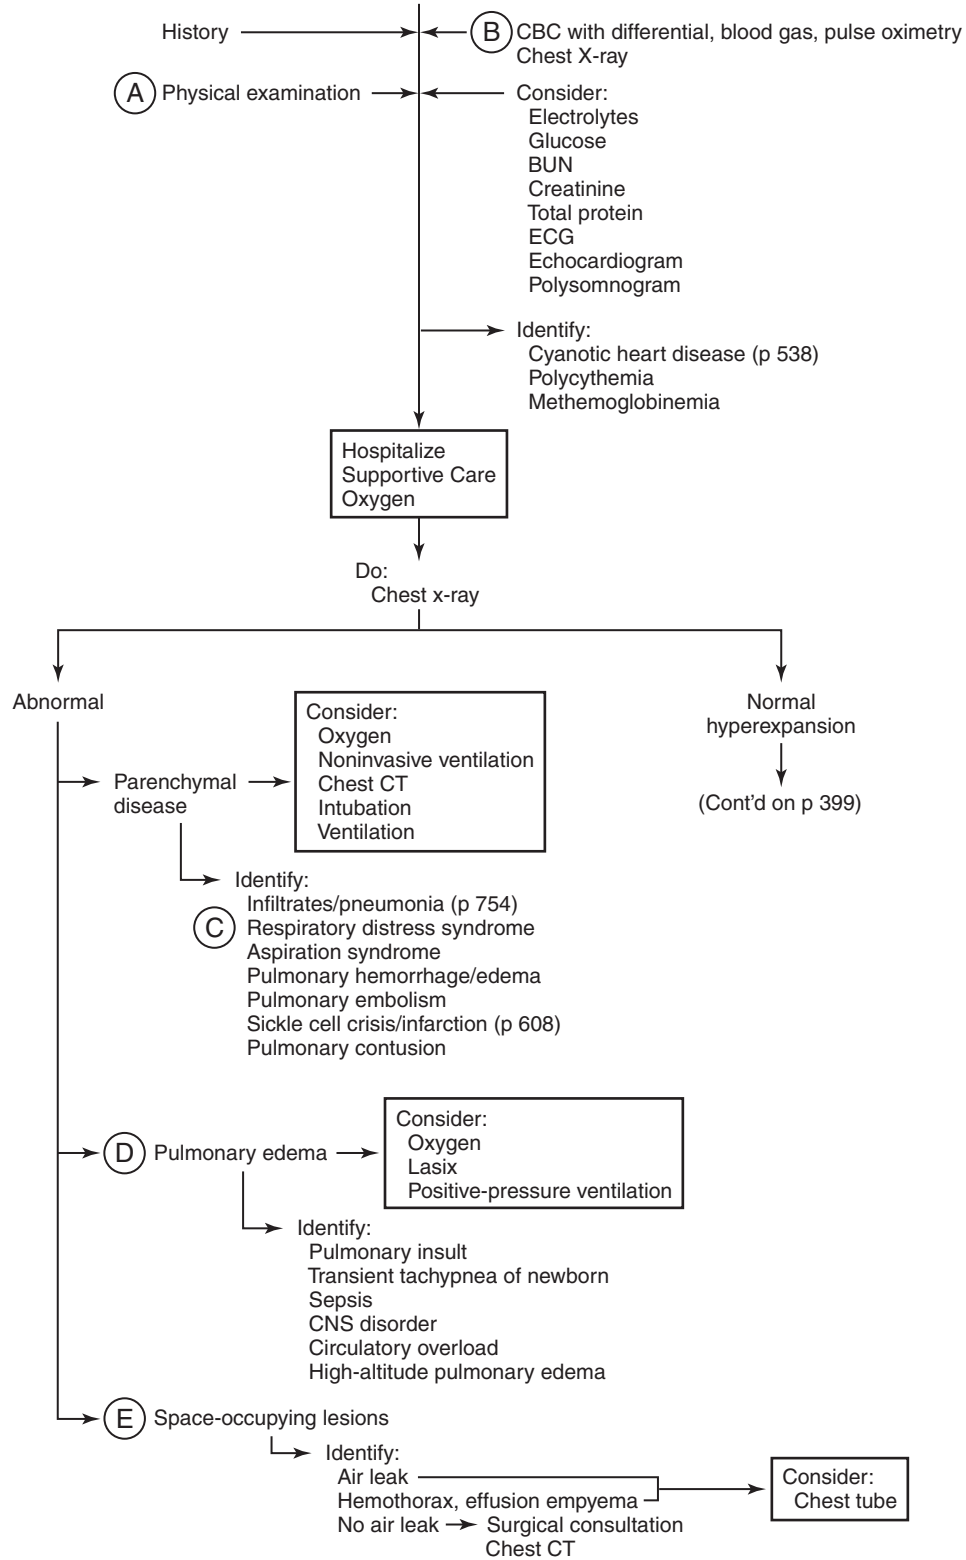 History
B CBC with differential, blood gas, pulse oximetry
Chest X-ray
A Physical examination
Consider:
Electrolytes
Glucose
BUN
Creatinine
Total protein
ECG
Echocardiogram
Polysomnogram
Identify:
Cyanotic heart disease (p 538)
Polycythemia
Methemoglobinemia
Hospitalize
Supportive Care
Oxygen
Do:
Chest x-ray
Abnormal
Normal
hyperexpansion
(Cont'd on p 399)
Parenchymal
disease
Consider:
Oxygen
Noninvasive ventilation
Chest CT
Intubation
Ventilation
Identify:
Infiltrates/pneumonia (p 754)
C Respiratory distress syndrome
Aspiration syndrome
Pulmonary hemorrhage/edema
Pulmonary embolism
Sickle cell crisis/infarction (p 608)
Pulmonary contusion
D Pulmonary edema
Consider:
Oxygen
Lasix
Positive-pressure ventilation
Identify:
Pulmonary insult
Transient tachypnea of newborn
Sepsis
CNS disorder
Circulatory overload
High-altitude pulmonary edema
E Space-occupying lesions
Identify:
Air leak
Hemothorax, effusion empyema
No air leak Surgical consultation
Chest CT
Consider:
Chest tube